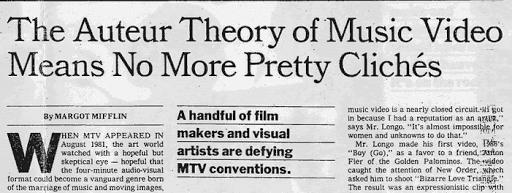 The Auteur Theory of Music Video
Means No More Pretty Clichés
By MARGOT MIFFLIN
WHEN MTV APPEARED IN
August 1981, the art world
watched with a hopeful but
skeptical eye — hopeful that
the four-minute audio-visual
format could become a vanguard genre born
of the marriage of music and moving images,
A handful of film
makers and visual
artists are defying
MTV conventions.
music video is a nearly closed circuit. "I got
in because I had a reputation as an artist,"
says Mr. Longo. "It's almost impossible for
women and unknowns to do that."
Mr. Longo made his first video,
"Boy (Go)," as a favor to a friend, Anton
Fier of the Golden Palominos. The video
caught the attention of New Order, which
asked him to shoot "Bizarre Love Triangle."
The result was an expressionistic clip with